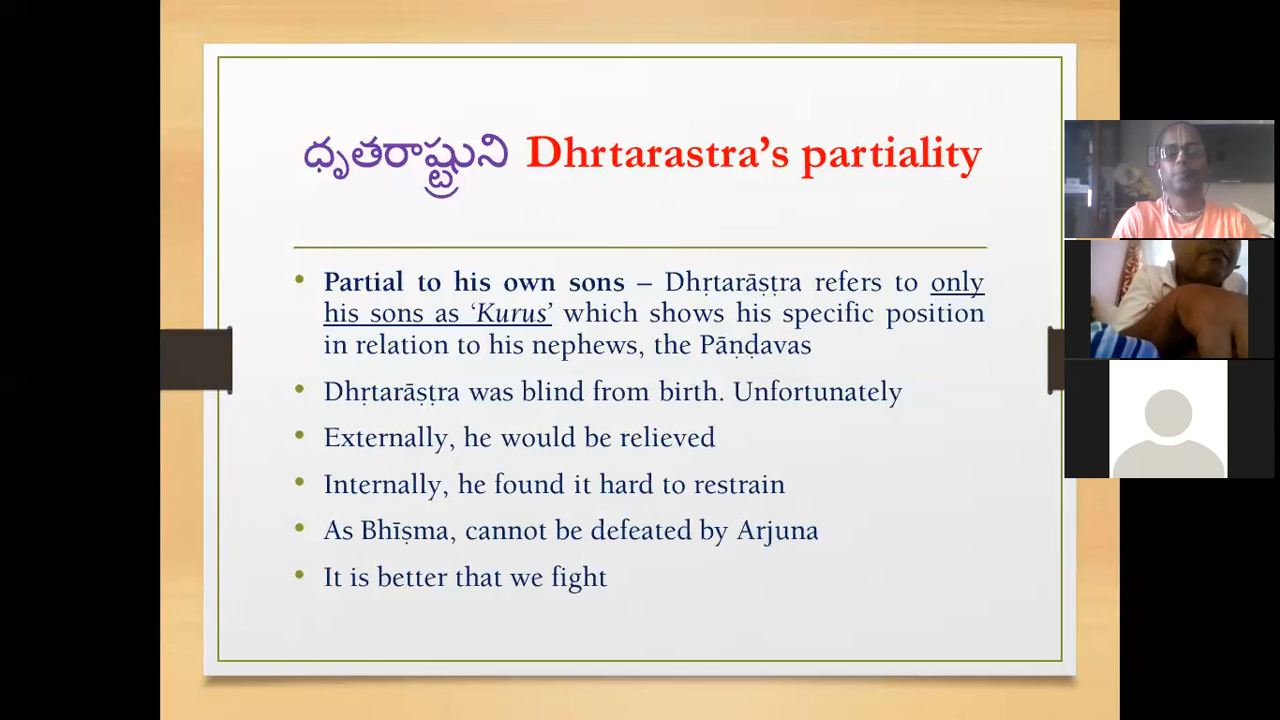 ధృతరాష్ట్రుని Dhrtarastra’s partiality
• Partial to his own sons – Dhṛtarāṣṭra refers to only
his sons as ‘Kurus’ which shows his specific position
in relation to his nephews, the Pāṇḍavas
• Dhṛtarāṣṭra was blind from birth. Unfortunately
• Externally, he would be relieved
• Internally, he found it hard to restrain
• As Bhīṣma, cannot be defeated by Arjuna
• It is better that we fight